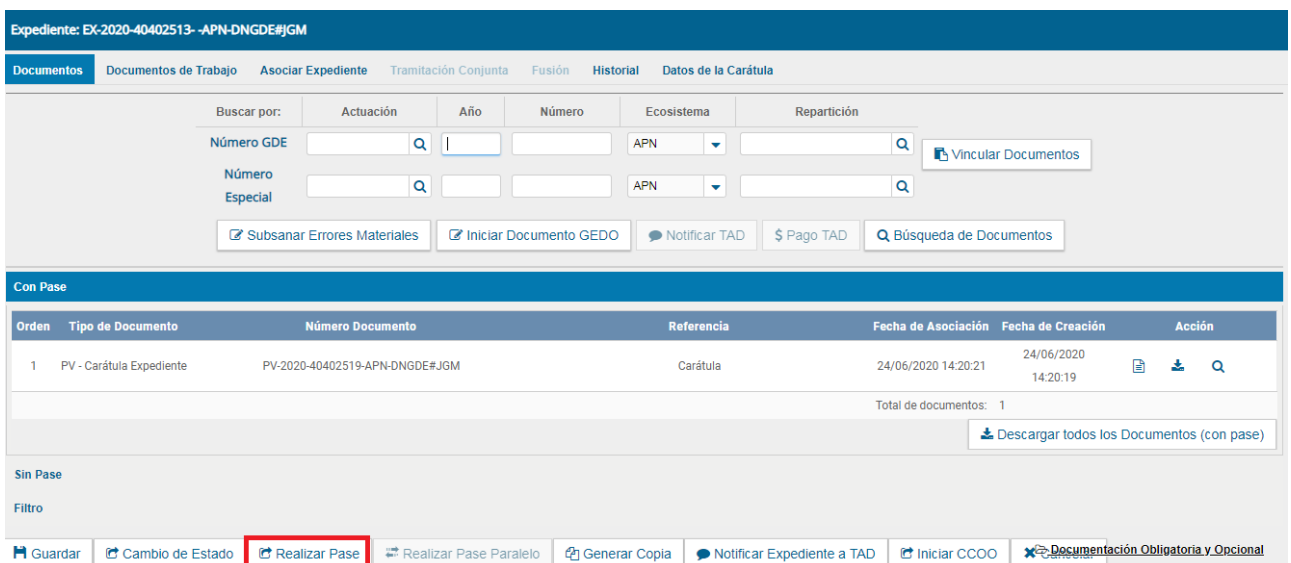 Expediente: EX-2020-40402513- -APN-DNGDE#JGM
Documentos Documentos de Trabajo Asociar Expediente Tramitación Conjunta Fusión Historial Datos de la Carátula
Buscar por: Actuación Año Número Ecosistema Repartición
Número GDE APN Vincular Documentos
Número
Especial APN
Subsanar Errores Materiales Iniciar Documento GEDO Notificar TAD $ Pago TAD Búsqueda de Documentos
Con Pase
Orden Tipo de Documento Número Documento Referencia Fecha de Asociación Fecha de Creación Acción
1 PV - Carátula Expediente PV-2020-40402519-APN-DNGDE#JGM Carátula 24/06/2020 14:20:21 24/06/2020
14:20:19
Total de documentos: 1
Descargar todos los Documentos (con pase)
Sin Pase
Filtro
Guardar Cambio de Estado Realizar Pase Realizar Pase Paralelo Generar Copia Notificar Expediente a TAD Iniciar CCOO Documentación Obligatoria y Opcional